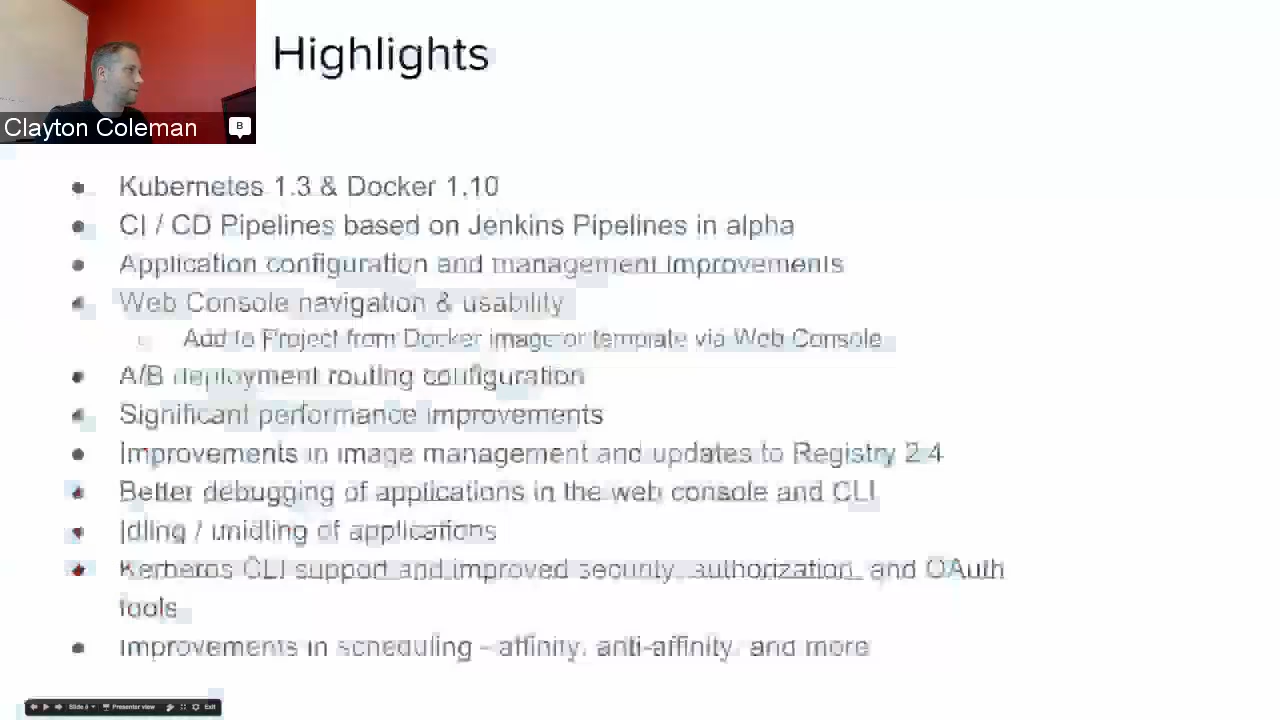 Highlights
Clayton Coleman
B
● Kubernetes 1.3 & Docker 1.10
● CI / CD Pipelines based on Jenkins Pipelines in alpha
● Application configuration and management improvements
● Web Console navigation & usability
○ Add to Project from Docker image or template via Web Console
● A/B deployment routing configuration
● Significant performance improvements
● Improvements in image management and updates to Registry 2.4
● Better debugging of applications in the web console and CLI
● Idling / unidling of applications
● Kerberos CLI support and improved security, authorization, and OAuth
tools
● Improvements in scheduling - affinity, anti-affinity, and more
Slide Presenter view Exit